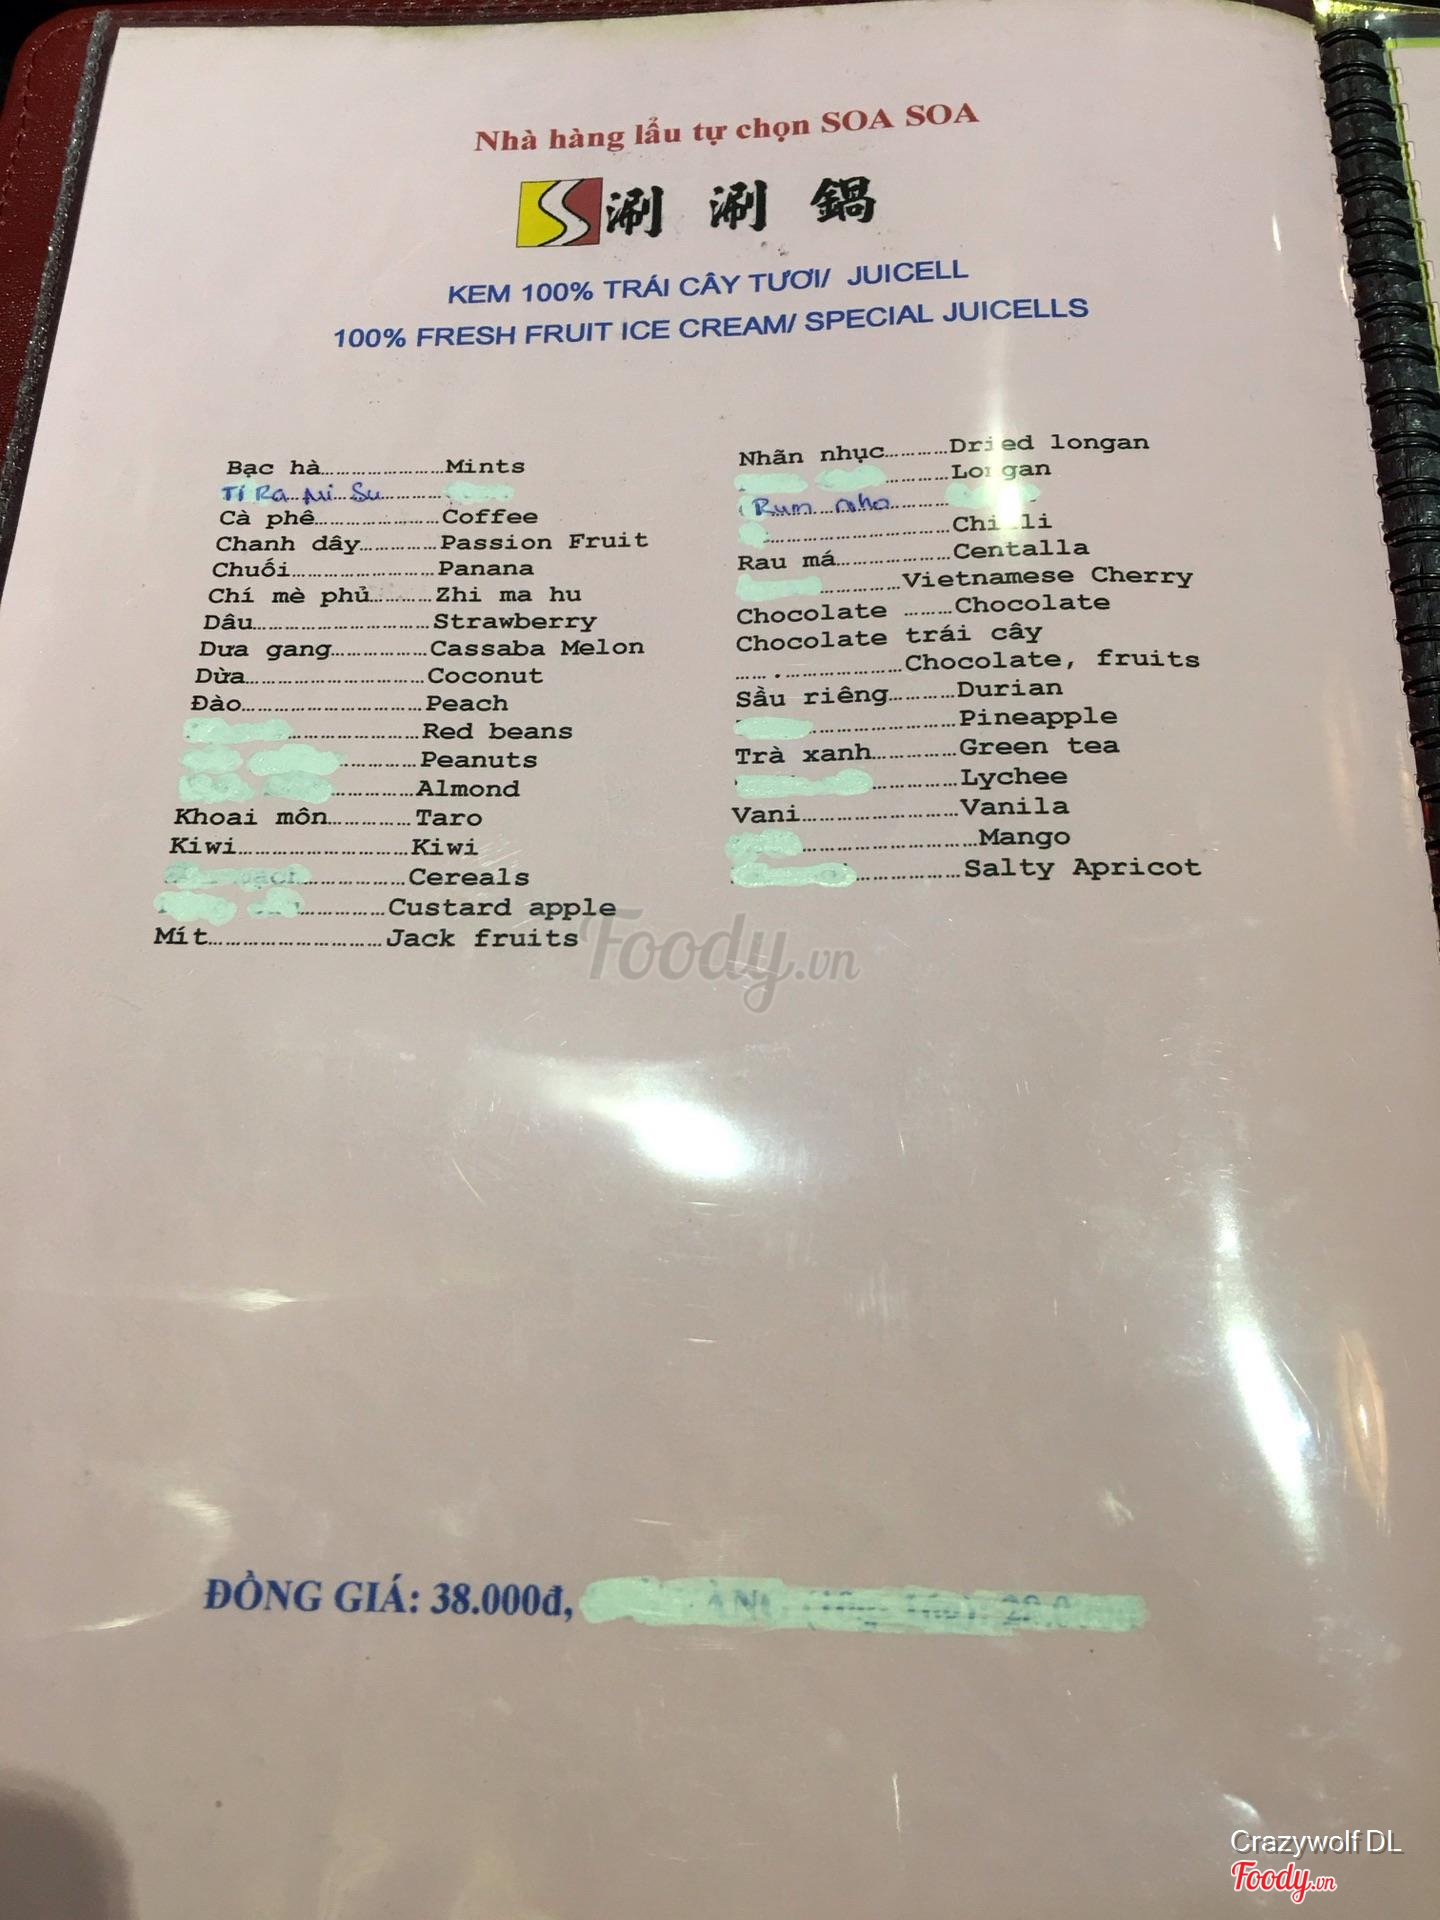 Nhà hàng lẩu tự chọn SOA SOA
涮 涮 鍋
KEM 100% TRÁI CÂY TƯƠI/ JUICELL
100% FRESH FRUIT ICE CREAM/ SPECIAL JUICELLS
Bạc hà.....................Mints
Ti Ra Mi Su..........
Cà phê.....................Coffee
Chanh dây.............Passion Fruit
Chuối........................Panana
Chí mè phủ..........Zhi ma hu
Dâu.............................Strawberry
Dưa gang................Cassaba Melon
Dừa.............................Coconut
Đào.............................Peach
......................Red beans
.............Peanuts
..............Almond
Khoai môn..............Taro
Kiwi............................Kiwi
.................Cereals
..............Custard apple
Mít............................Jack fruits
Nhãn nhục..........Dried longan
...............Longan
Rum nho..........
.............................Chilli
Rau má...................Centalla
.............Vietnamese Cherry
Chocolate ........Chocolate
Chocolate trái cây
...... . ...................Chocolate, fruits
Sầu riêng...........Durian
........................Pineapple
Trà xanh..............Green tea
..............Lychee
Vani..........................Vanila
.............................Mango
.................Salty Apricot
Foody.vn
ĐỒNG GIÁ: 38.000đ,
Crazywolf DL
Foody.vn